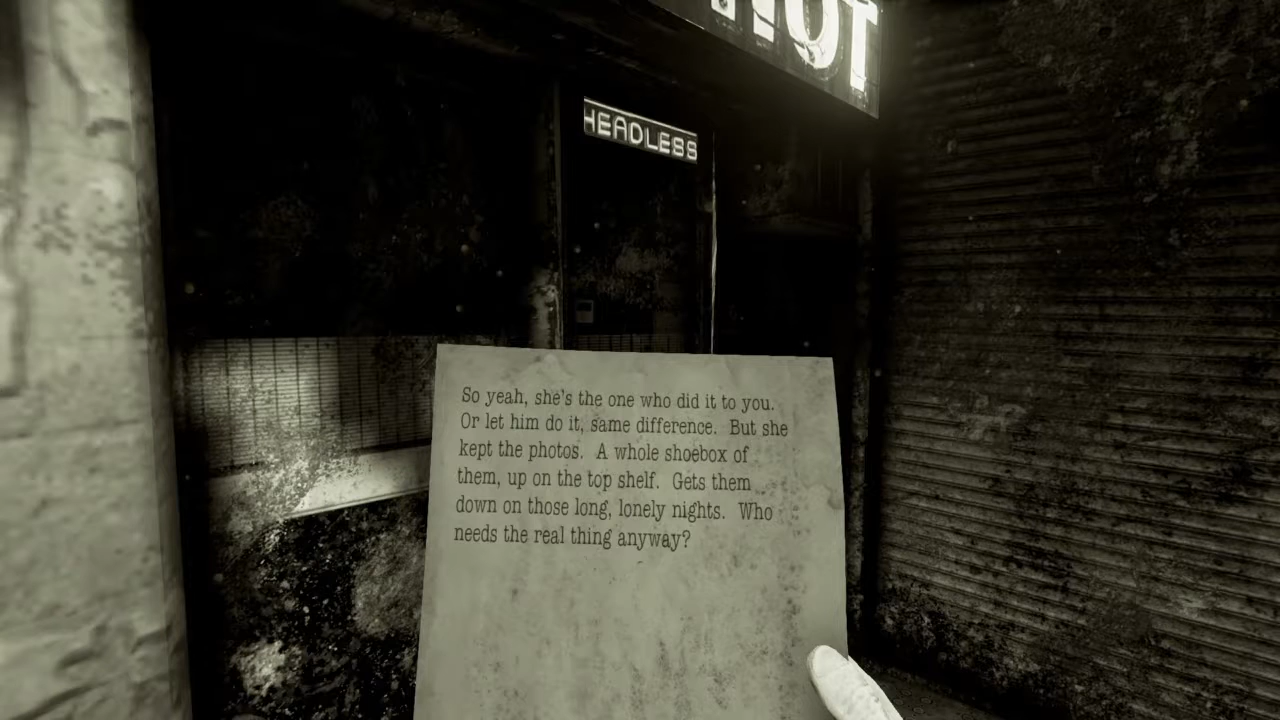 NOT
HEADLESS
So yeah, she's the one who did it to you.
Or let him do it, same difference.  But she
kept the photos.  A whole shoebox of
them, up on the top shelf.  Gets them
down on those long, lonely nights.  Who
needs the real thing anyway?